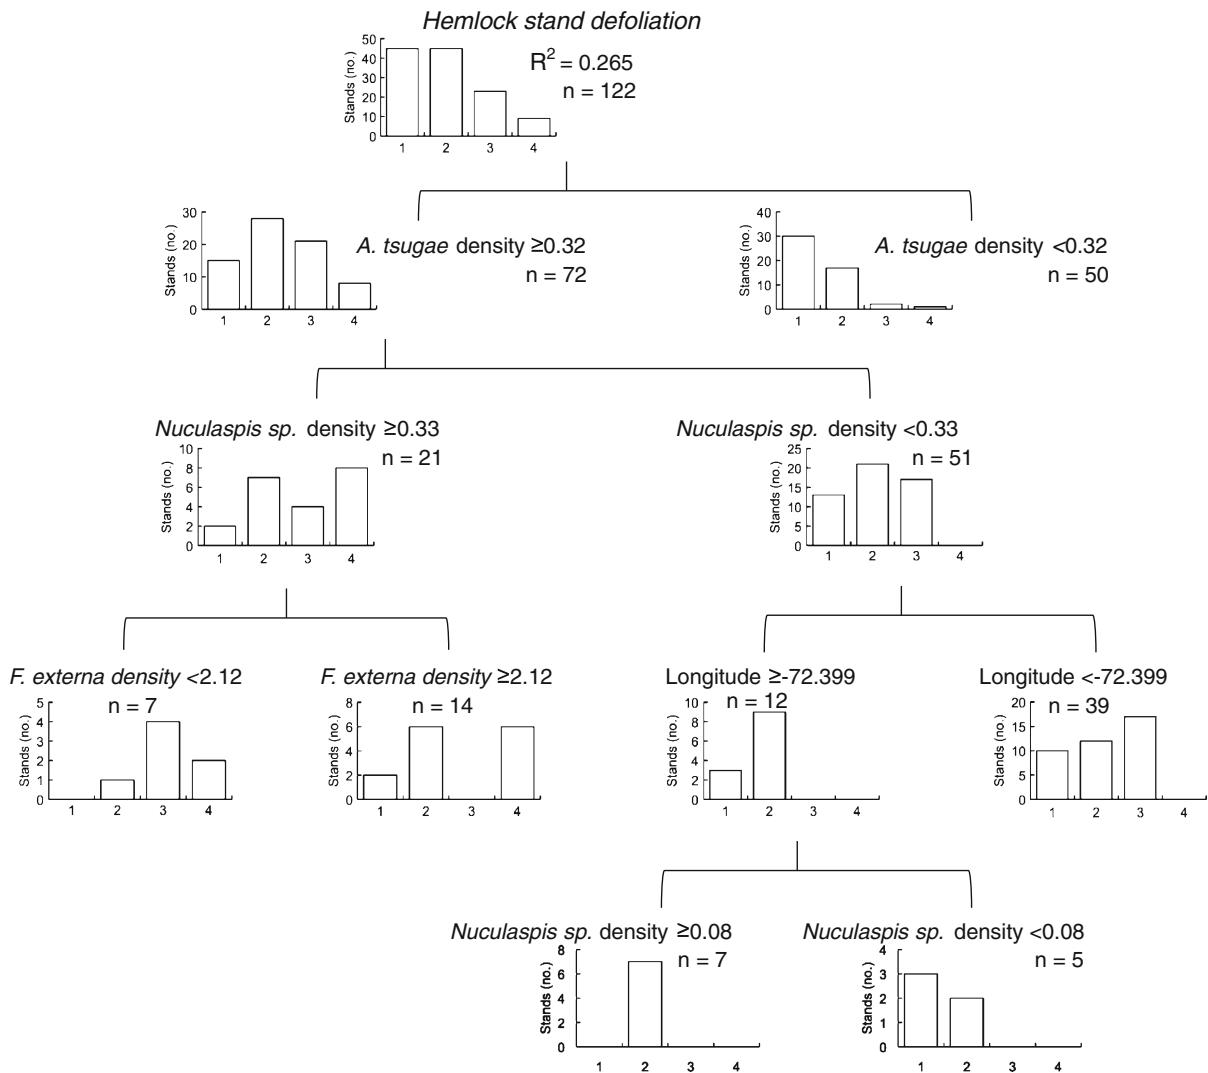 Hemlock stand defoliation
R² = 0.265
n = 122
Stands (no.)
50
40
30
20
10
0
1 2 3 4
A. tsugae density ≥0.32
n = 72
Stands (no.)
30
20
10
0
1 2 3 4
A. tsugae density <0.32
n = 50
Stands (no.)
40
30
20
10
0
1 2 3 4
Nuculaspis sp. density ≥0.33
n = 21
Stands (no.)
10
8
6
4
2
0
1 2 3 4
Nuculaspis sp. density <0.33
n = 51
Stands (no.)
25
20
15
10
5
0
1 2 3 4
F. externa density <2.12
n = 7
Stands (no.)
5
4
3
2
1
0
1 2 3 4
F. externa density ≥2.12
n = 14
Stands (no.)
8
6
4
2
0
1 2 3 4
Longitude ≥-72.399
n = 12
Stands (no.)
10
8
6
4
2
0
1 2 3 4
Longitude <-72.399
n = 39
Stands (no.)
20
15
10
5
0
1 2 3 4
Nuculaspis sp. density ≥0.08
n = 7
Stands (no.)
8
6
4
2
0
1 2 3 4
Nuculaspis sp. density <0.08
n = 5
Stands (no.)
4
3
2
1
0
1 2 3 4